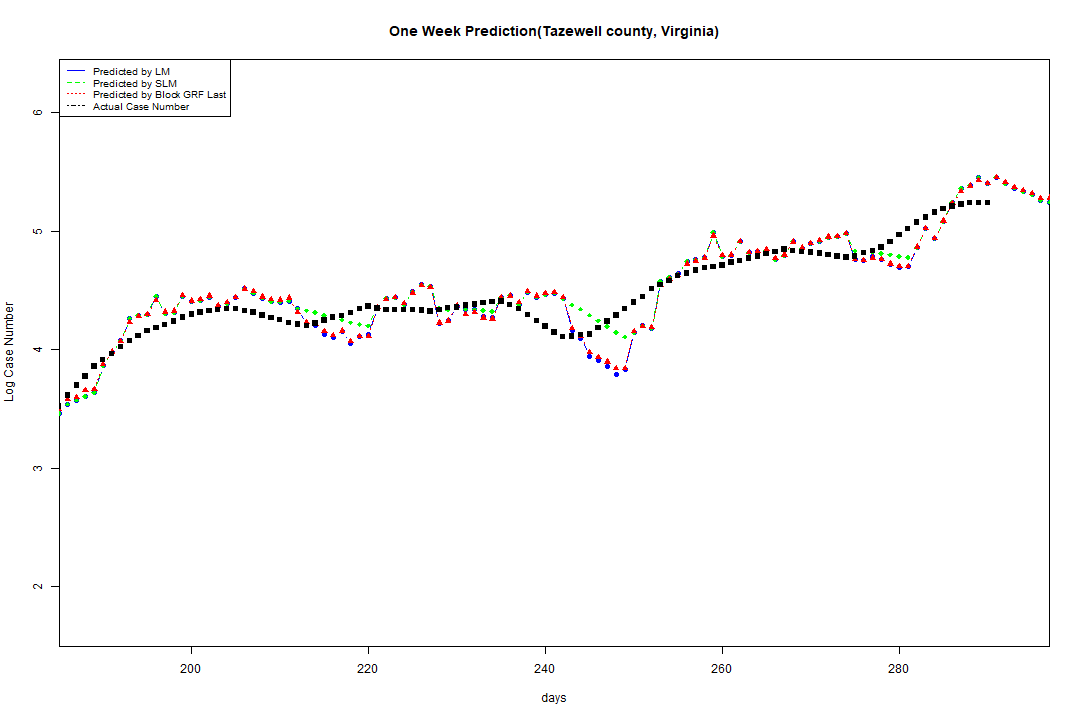 One Week Prediction(Tazewell county, Virginia)
Predicted by LM
Predicted by SLM
Predicted by Block GRF Last
Actual Case Number
6
5
4
3
2
Log Case Number
200
220
240
260
280
days